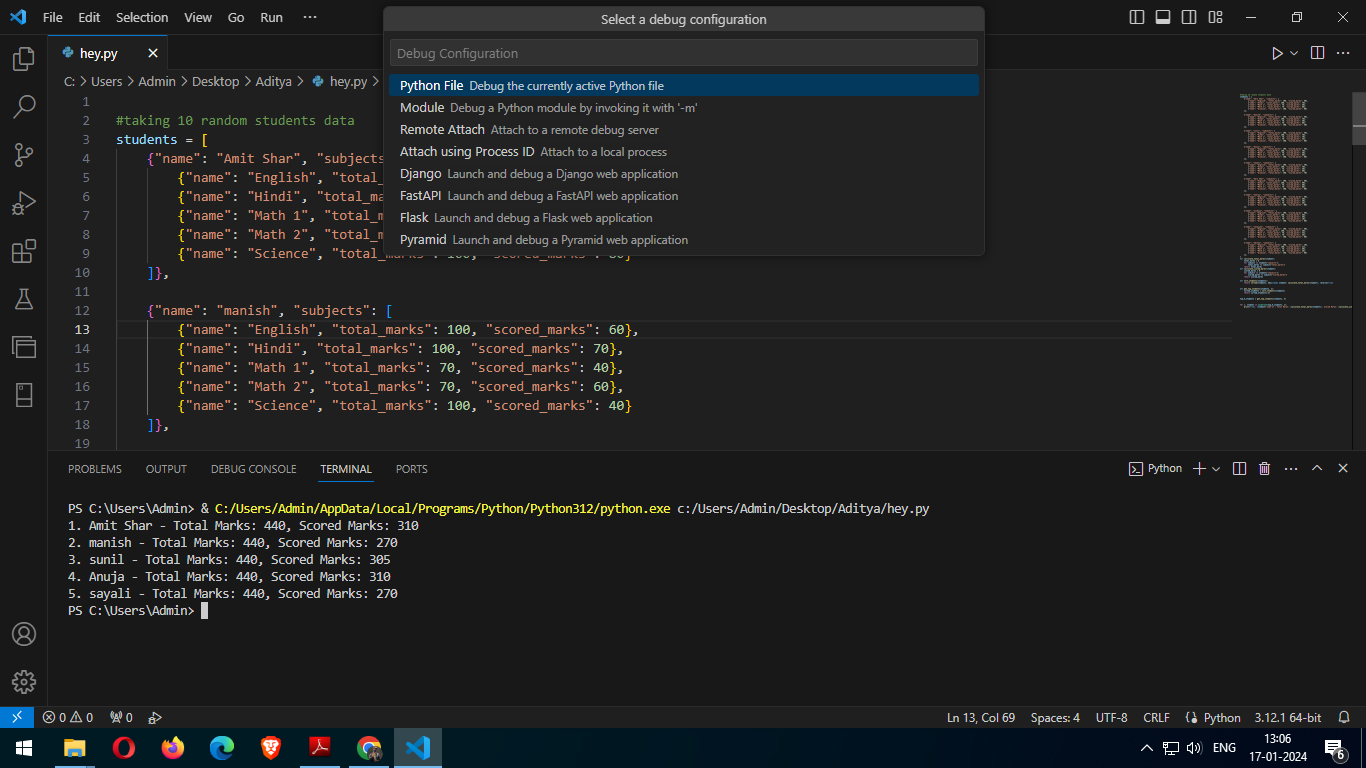 File Edit Selection View Go Run ···
Select a debug configuration
Debug Configuration
Python File Debug the currently active Python file
Module Debug a Python module by invoking it with '-m'
Remote Attach Attach to a remote debug server
Attach using Process ID Attach to a local process
Django Launch and debug a Django web application
FastAPI Launch and debug a FastAPI web application
Flask Launch and debug a Flask web application
Pyramid Launch and debug a Pyramid web application
hey.py
C: > Users > Admin > Desktop > Aditya > hey.py >
1
2 #taking 10 random students data
3 students = [
4 {"name": "Amit Shar", "subjects
5 {"name": "English", "total_
6 {"name": "Hindi", "total_ma
7 {"name": "Math 1", "total_m
8 {"name": "Math 2", "total_m
9 {"name": "Science", "total_marks": 100, "scored_marks": 80}
10 ]},
11
12 {"name": "manish", "subjects": [
13 {"name": "English", "total_marks": 100, "scored_marks": 60},
14 {"name": "Hindi", "total_marks": 100, "scored_marks": 70},
15 {"name": "Math 1", "total_marks": 70, "scored_marks": 40},
16 {"name": "Math 2", "total_marks": 70, "scored_marks": 60},
17 {"name": "Science", "total_marks": 100, "scored_marks": 40}
18 ]},
19
PROBLEMS OUTPUT DEBUG CONSOLE TERMINAL PORTS
Python
PS C:\Users\Admin> & C:/Users/Admin/AppData/Local/Programs/Python/Python312/python.exe c:/Users/Admin/Desktop/Aditya/hey.py
1. Amit Shar - Total Marks: 440, Scored Marks: 310
2. manish - Total Marks: 440, Scored Marks: 270
3. sunil - Total Marks: 440, Scored Marks: 305
4. Anuja - Total Marks: 440, Scored Marks: 310
5. sayali - Total Marks: 440, Scored Marks: 270
PS C:\Users\Admin>
0 0 0
Ln 13, Col 69 Spaces: 4 UTF-8 CRLF Python 3.12.1 64-bit
ENG
13:06
17-01-2024
6